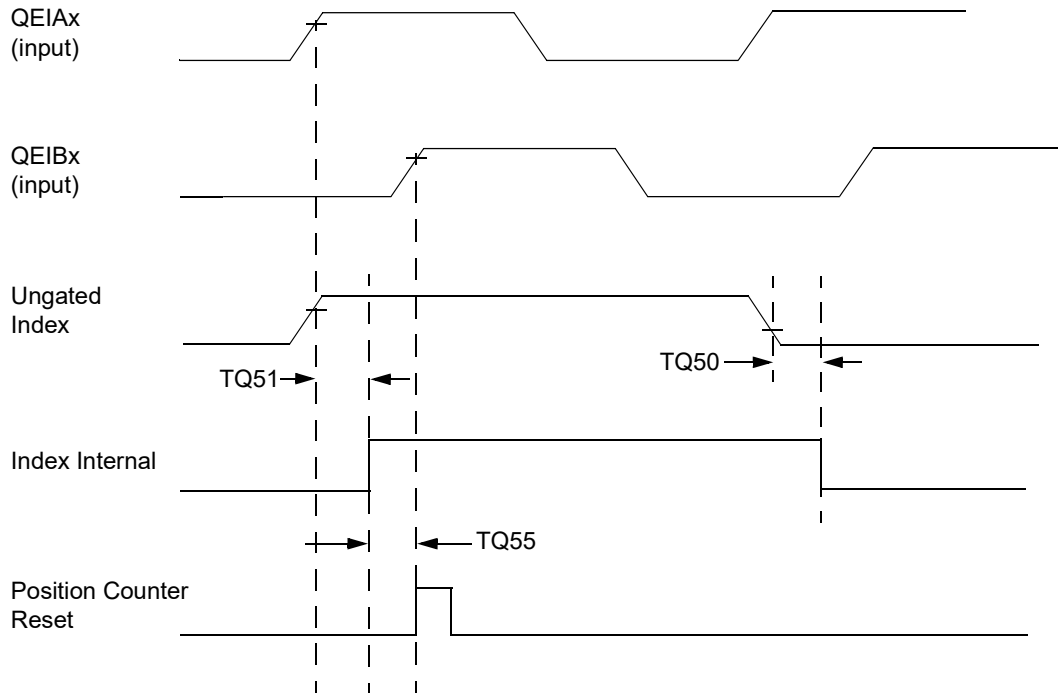 QEIAx
(input)
QEIBx
(input)
Ungated
Index
TQ51
TQ50
Index Internal
TQ55
Position Counter
Reset